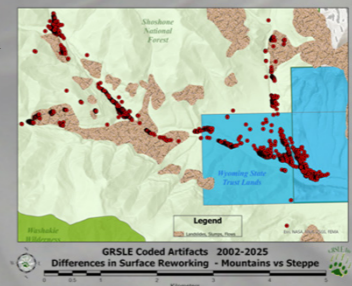 Shoshone
National
Forest
Wyoming State
Trust Lands
Washakie
Wilderness
Legend
Landslides, Slumps, Flows
GRSLE Coded Artifacts 2002-2025
Differences in Surface Reworking - Mountains vs Steppe
0 1 2 3 4 5